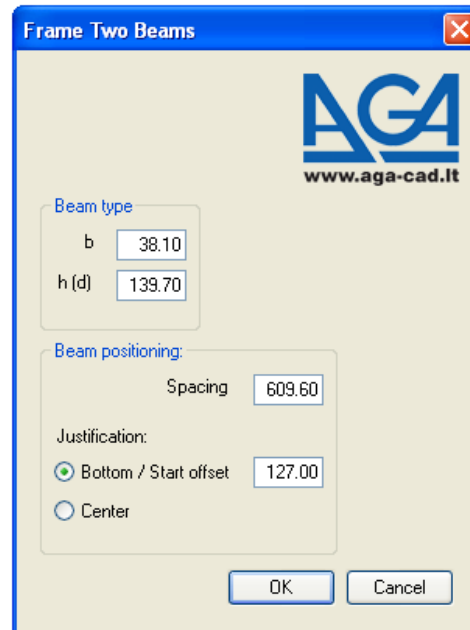 Frame Two Beams
AGA
www.aga-cad.lt
Beam type
b 38.10
h (d) 139.70
Beam positioning:
Spacing 609.60
Justification:
Bottom / Start offset 127.00
Center
OK Cancel